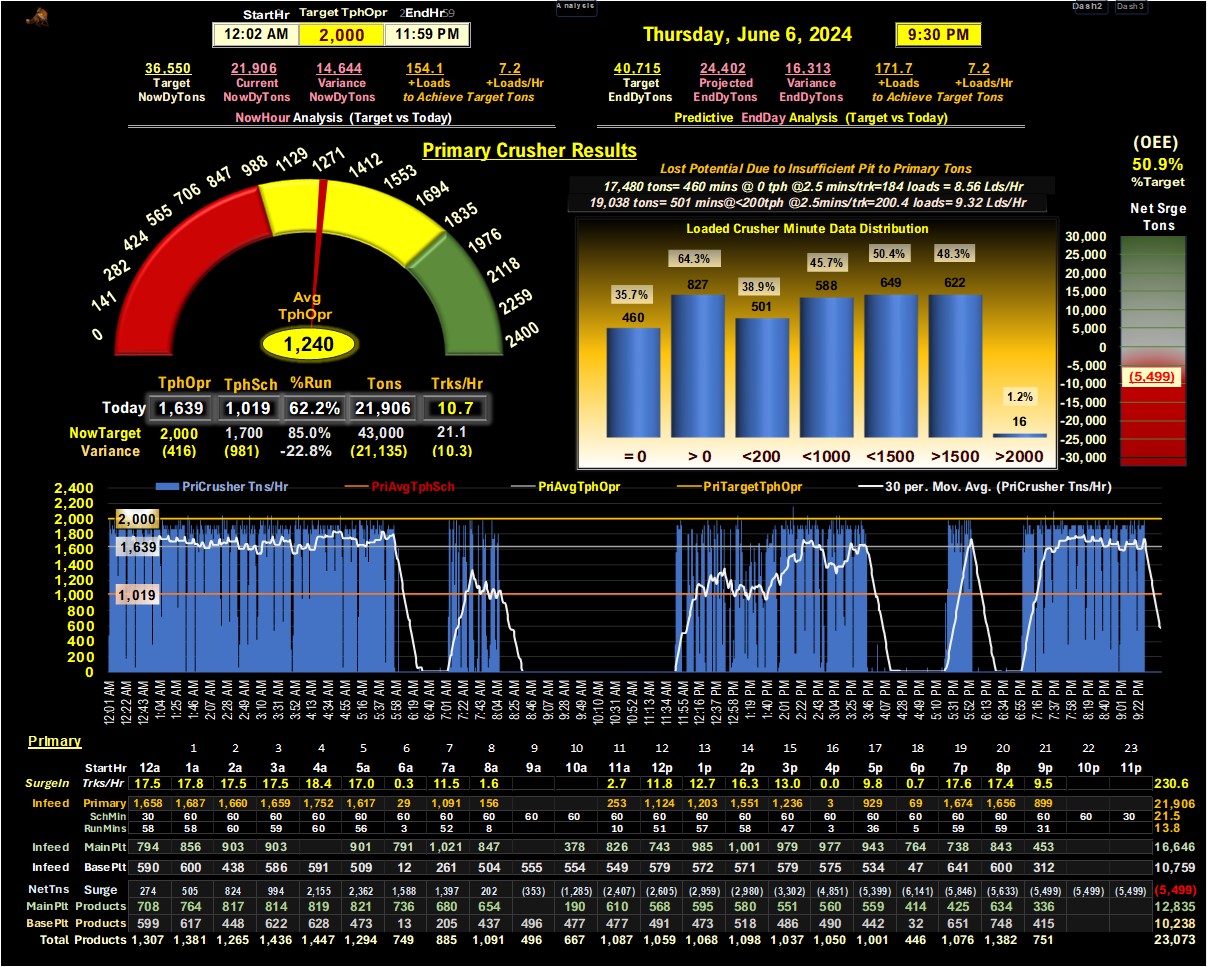 Analysis
Dash2 Dash3
StartHr Target TphOpr EndHr
12:02 AM 2,000 11:59 PM
Thursday, June 6, 2024 9:30 PM
36,550 21,906 14,644 154.1 7.2
Target Current Variance +Loads +Loads/Hr
NowDyTons NowDyTons NowDyTons to Achieve Target Tons
NowHour Analysis (Target vs Today)
40,715 24,402 16,313 171.7 7.2
Target Projected Variance +Loads +Loads/Hr
EndDyTons EndDyTons EndDyTons to Achieve Target Tons
Predictive EndDay Analysis (Target vs Today)
Primary Crusher Results
0 141 282 424 565 706 847 988 1129 1271 1412 1553 1694 1835 1976 2118 2259 2400
Avg
TphOpr
1,240
TphOpr TphSch %Run Tons Trks/Hr
Today 1,639 1,019 62.2% 21,906 10.7
NowTarget 2,000 1,700 85.0% 43,000 21.1
Variance (416) (981) -22.8% (21,135) (10.3)
Lost Potential Due to Insufficient Pit to Primary Tons
17,480 tons= 460 mins @ 0 tph @2.5 mins/trk=184 loads = 8.56 Lds/Hr
19,038 tons= 501 mins@<200tph @2.5mins/trk=200.4 loads= 9.32 Lds/Hr
Loaded Crusher Minute Data Distribution
35.7% 64.3% 38.9% 45.7% 50.4% 48.3% 1.2%
460 827 501 588 649 622 16
= 0 > 0 <200 <1000 <1500 >1500 >2000
(OEE)
50.9%
%Target
Net Srge
Tons
30,000
25,000
20,000
15,000
10,000
5,000
0
-5,000
(5,499)
-10,000
-15,000
-20,000
-25,000
-30,000
PriCrusher Tns/Hr PriAvgTphSch PriAvgTphOpr PriTargetTphOpr 30 per. Mov. Avg. (PriCrusher Tns/Hr)
2,400
2,200
2,000
1,800
1,600
1,400
1,200
1,000
800
600
400
200
0
2,000
1,639
1,019
12:01 AM 12:22 AM 12:43 AM 1:04 AM 1:25 AM 1:46 AM 2:07 AM 2:28 AM 2:49 AM 3:10 AM 3:31 AM 3:52 AM 4:13 AM 4:34 AM 4:55 AM 5:16 AM 5:37 AM 5:58 AM 6:19 AM 6:40 AM 7:01 AM 7:22 AM 7:43 AM 8:04 AM 8:25 AM 8:46 AM 9:07 AM 9:28 AM 9:49 AM 10:10 AM 10:31 AM 10:52 AM 11:13 AM 11:34 AM 11:55 AM 12:16 PM 12:37 PM 12:58 PM 1:19 PM 1:40 PM 2:01 PM 2:22 PM 2:43 PM 3:04 PM 3:25 PM 3:46 PM 4:07 PM 4:28 PM 4:49 PM 5:10 PM 5:31 PM 5:52 PM 6:13 PM 6:34 PM 6:55 PM 7:16 PM 7:37 PM 7:58 PM 8:19 PM 8:40 PM 9:01 PM 9:22 PM
Primary
1 2 3 4 5 6 7 8 9 10 11 12 13 14 15 16 17 18 19 20 21 22 23
StartHr 12a 1a 2a 3a 4a 5a 6a 7a 8a 9a 10a 11a 12p 1p 2p 3p 4p 5p 6p 7p 8p 9p 10p 11p
SurgeIn Trks/Hr 17.5 17.8 17.5 17.5 18.4 17.0 0.3 11.5 1.6 2.7 11.8 12.7 16.3 13.0 0.0 9.8 0.7 17.6 17.4 9.5 230.6
Infeed Primary 1,658 1,687 1,660 1,659 1,752 1,617 29 1,091 156 253 1,124 1,203 1,551 1,236 3 929 69 1,674 1,656 899 21,906
SchMin 30 60 60 60 60 60 60 60 60 60 60 60 60 60 60 60 60 60 60 60 60 60 60 30 21.5
RunMins 58 58 60 59 60 56 3 52 8 10 51 57 58 47 3 36 5 59 59 31 13.8
Infeed MainPlt 794 856 903 903 901 791 1,021 847 378 826 743 985 1,001 979 977 943 764 738 843 453 16,646
Infeed BasePlt 590 600 438 586 591 509 12 261 504 555 554 549 579 572 571 579 575 534 47 641 600 312 10,759
NetTns Surge 274 505 824 994 2,155 2,362 1,588 1,397 202 (353) (1,285) (2,407) (2,605) (2,959) (2,980) (3,302) (4,851) (5,399) (6,141) (5,846) (5,633) (5,499) (5,499) (5,499) (5,499)
MainPlt Products 708 764 817 814 819 821 736 680 654 190 610 568 595 580 551 560 559 414 425 634 336 12,835
BasePlt Products 599 617 448 622 628 473 13 205 437 496 477 477 491 473 518 486 490 442 32 651 748 415 10,238
Total Products 1,307 1,381 1,265 1,436 1,447 1,294 749 885 1,091 496 667 1,087 1,059 1,068 1,098 1,037 1,050 1,001 446 1,076 1,382 751 23,073